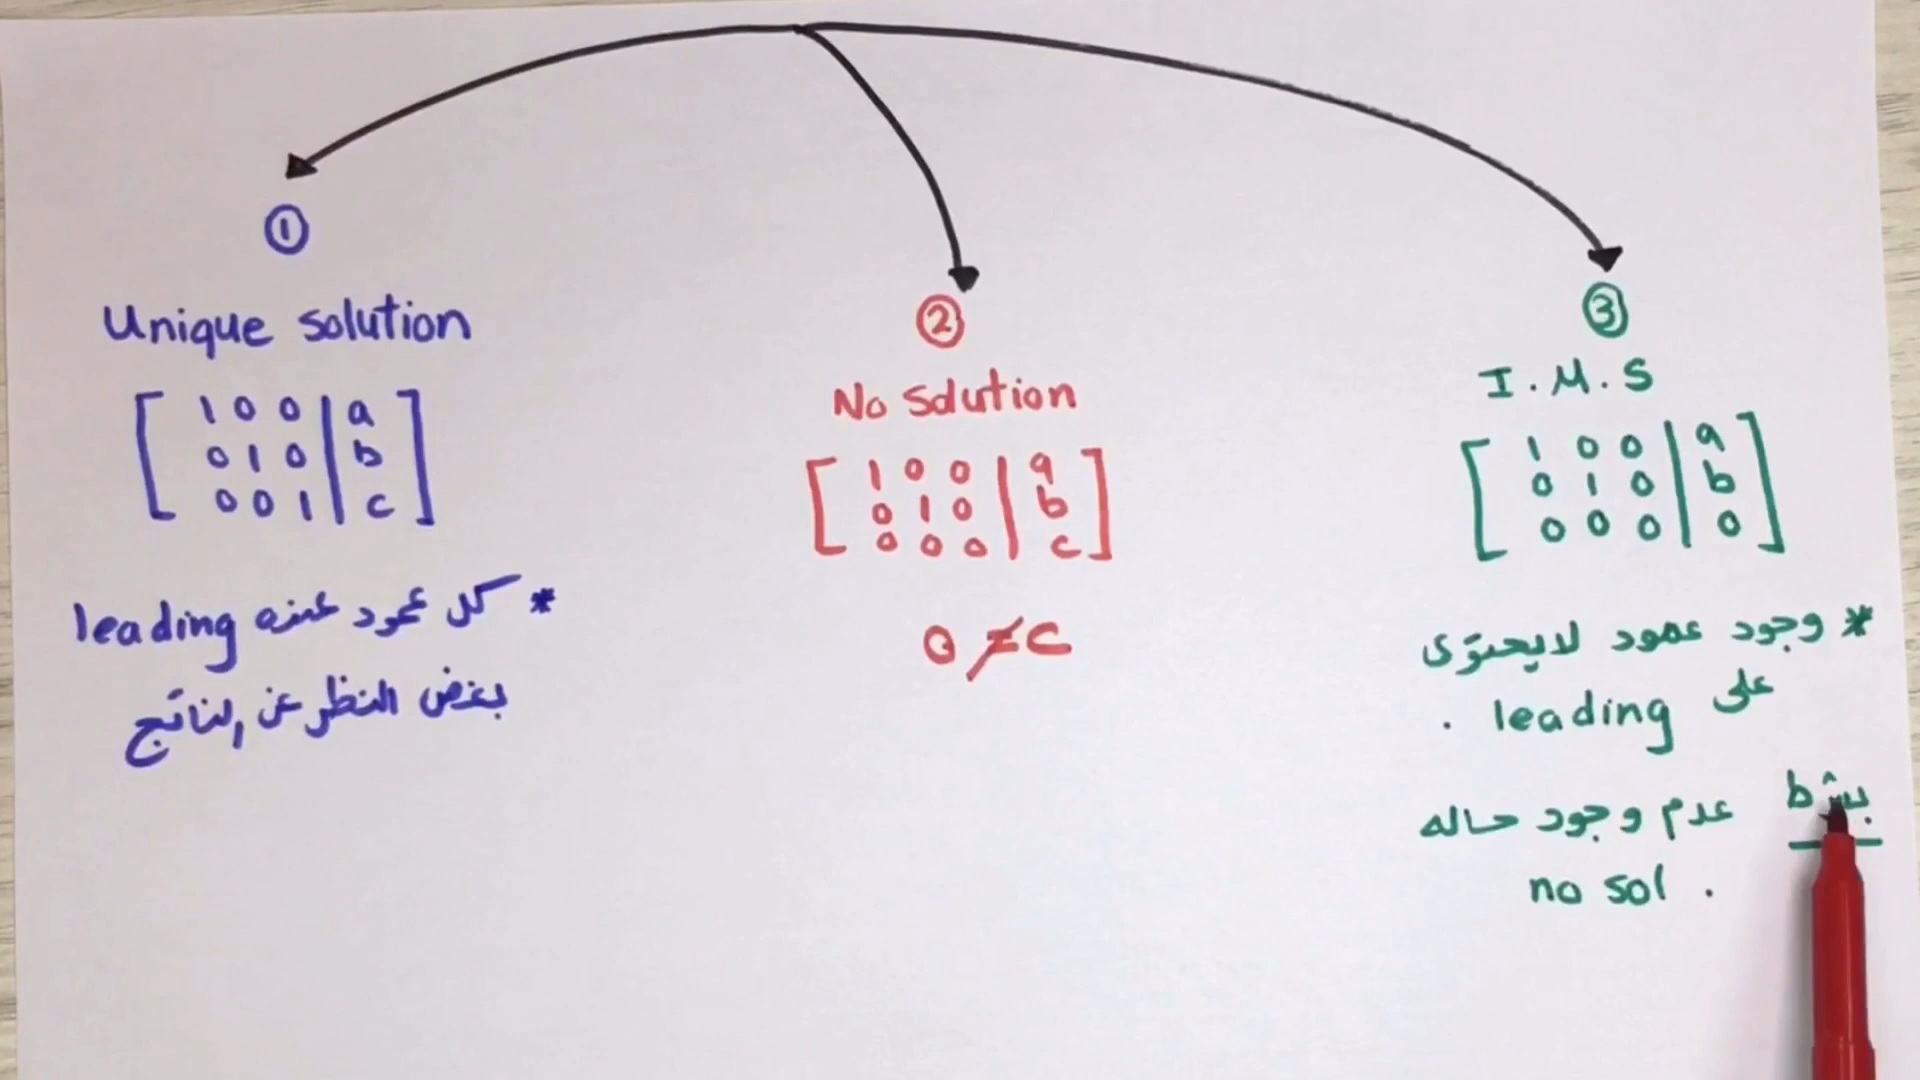 ①
Unique solution
[ 1 0 0 | a ]
[ 0 1 0 | b ]
[ 0 0 1 | c ]
* كل عمود عنده leading
بغض النظر عن الناتج
②
No solution
[ 1 0 0 | a ]
[ 0 1 0 | b ]
[ 0 0 0 | c ]
0 ≠ c
③
I.M.S
[ 1 0 0 | a ]
[ 0 1 0 | b ]
[ 0 0 0 | 0 ]
* وجود عمود لا يحتوى
على leading .
بشرط عدم وجود حاله
no sol .